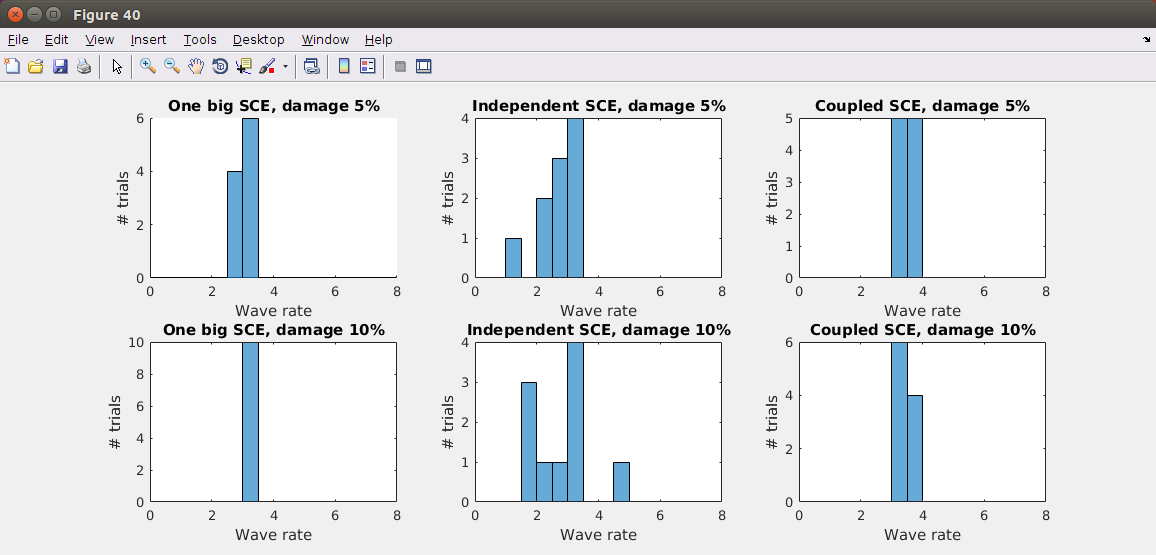 Figure 40
File Edit View Insert Tools Desktop Window Help
One big SCE, damage 5%
# trials
6
4
2
0
0 2 4 6 8
Wave rate
Independent SCE, damage 5%
# trials
4
3
2
1
0
0 2 4 6 8
Wave rate
Coupled SCE, damage 5%
# trials
5
4
3
2
1
0
0 2 4 6 8
Wave rate
One big SCE, damage 10%
# trials
10
8
6
4
2
0
0 2 4 6 8
Wave rate
Independent SCE, damage 10%
# trials
4
3
2
1
0
0 2 4 6 8
Wave rate
Coupled SCE, damage 10%
# trials
6
4
2
0
0 2 4 6 8
Wave rate